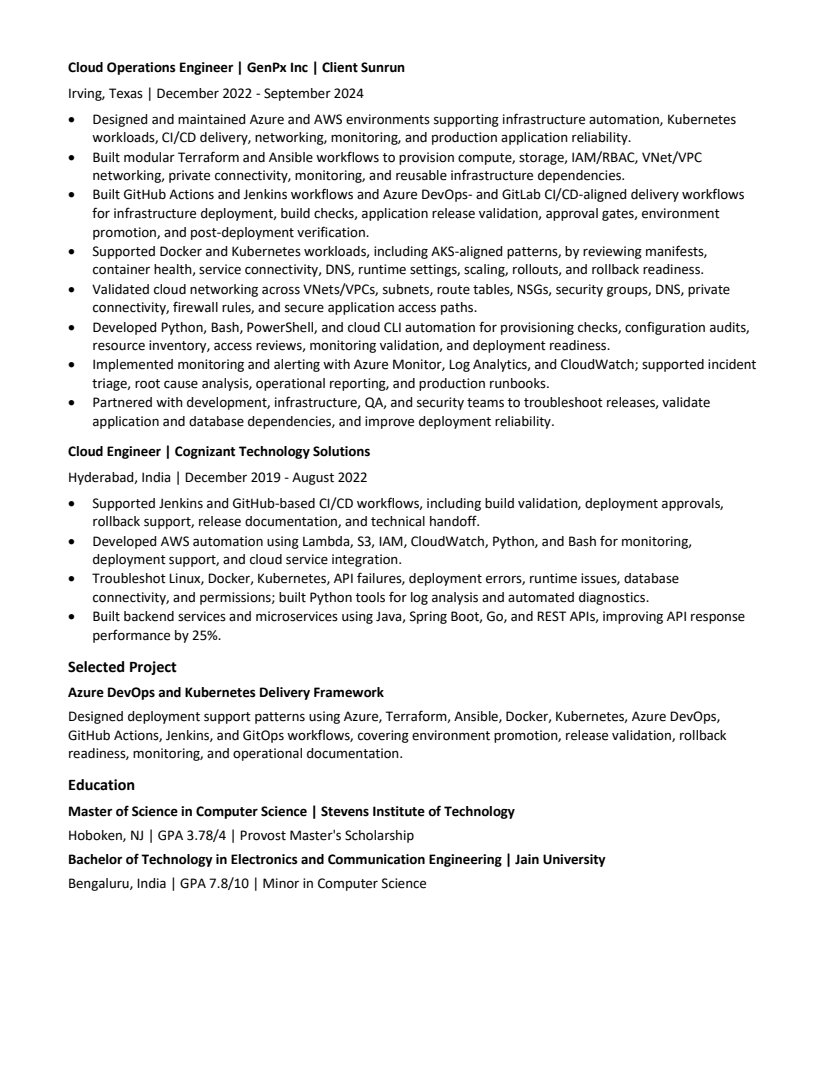 Cloud Operations Engineer | GenPx Inc | Client Sunrun
Irving, Texas | December 2022 - September 2024
• Designed and maintained Azure and AWS environments supporting infrastructure automation, Kubernetes
workloads, CI/CD delivery, networking, monitoring, and production application reliability.
• Built modular Terraform and Ansible workflows to provision compute, storage, IAM/RBAC, VNet/VPC
networking, private connectivity, monitoring, and reusable infrastructure dependencies.
• Built GitHub Actions and Jenkins workflows and Azure DevOps- and GitLab CI/CD-aligned delivery workflows
for infrastructure deployment, build checks, application release validation, approval gates, environment
promotion, and post-deployment verification.
• Supported Docker and Kubernetes workloads, including AKS-aligned patterns, by reviewing manifests,
container health, service connectivity, DNS, runtime settings, scaling, rollouts, and rollback readiness.
• Validated cloud networking across VNets/VPCs, subnets, route tables, NSGs, security groups, DNS, private
connectivity, firewall rules, and secure application access paths.
• Developed Python, Bash, PowerShell, and cloud CLI automation for provisioning checks, configuration audits,
resource inventory, access reviews, monitoring validation, and deployment readiness.
• Implemented monitoring and alerting with Azure Monitor, Log Analytics, and CloudWatch; supported incident
triage, root cause analysis, operational reporting, and production runbooks.
• Partnered with development, infrastructure, QA, and security teams to troubleshoot releases, validate
application and database dependencies, and improve deployment reliability.
Cloud Engineer | Cognizant Technology Solutions
Hyderabad, India | December 2019 - August 2022
• Supported Jenkins and GitHub-based CI/CD workflows, including build validation, deployment approvals,
rollback support, release documentation, and technical handoff.
• Developed AWS automation using Lambda, S3, IAM, CloudWatch, Python, and Bash for monitoring,
deployment support, and cloud service integration.
• Troubleshot Linux, Docker, Kubernetes, API failures, deployment errors, runtime issues, database
connectivity, and permissions; built Python tools for log analysis and automated diagnostics.
• Built backend services and microservices using Java, Spring Boot, Go, and REST APIs, improving API response
performance by 25%.
Selected Project
Azure DevOps and Kubernetes Delivery Framework
Designed deployment support patterns using Azure, Terraform, Ansible, Docker, Kubernetes, Azure DevOps,
GitHub Actions, Jenkins, and GitOps workflows, covering environment promotion, release validation, rollback
readiness, monitoring, and operational documentation.
Education
Master of Science in Computer Science | Stevens Institute of Technology
Hoboken, NJ | GPA 3.78/4 | Provost Master's Scholarship
Bachelor of Technology in Electronics and Communication Engineering | Jain University
Bengaluru, India | GPA 7.8/10 | Minor in Computer Science